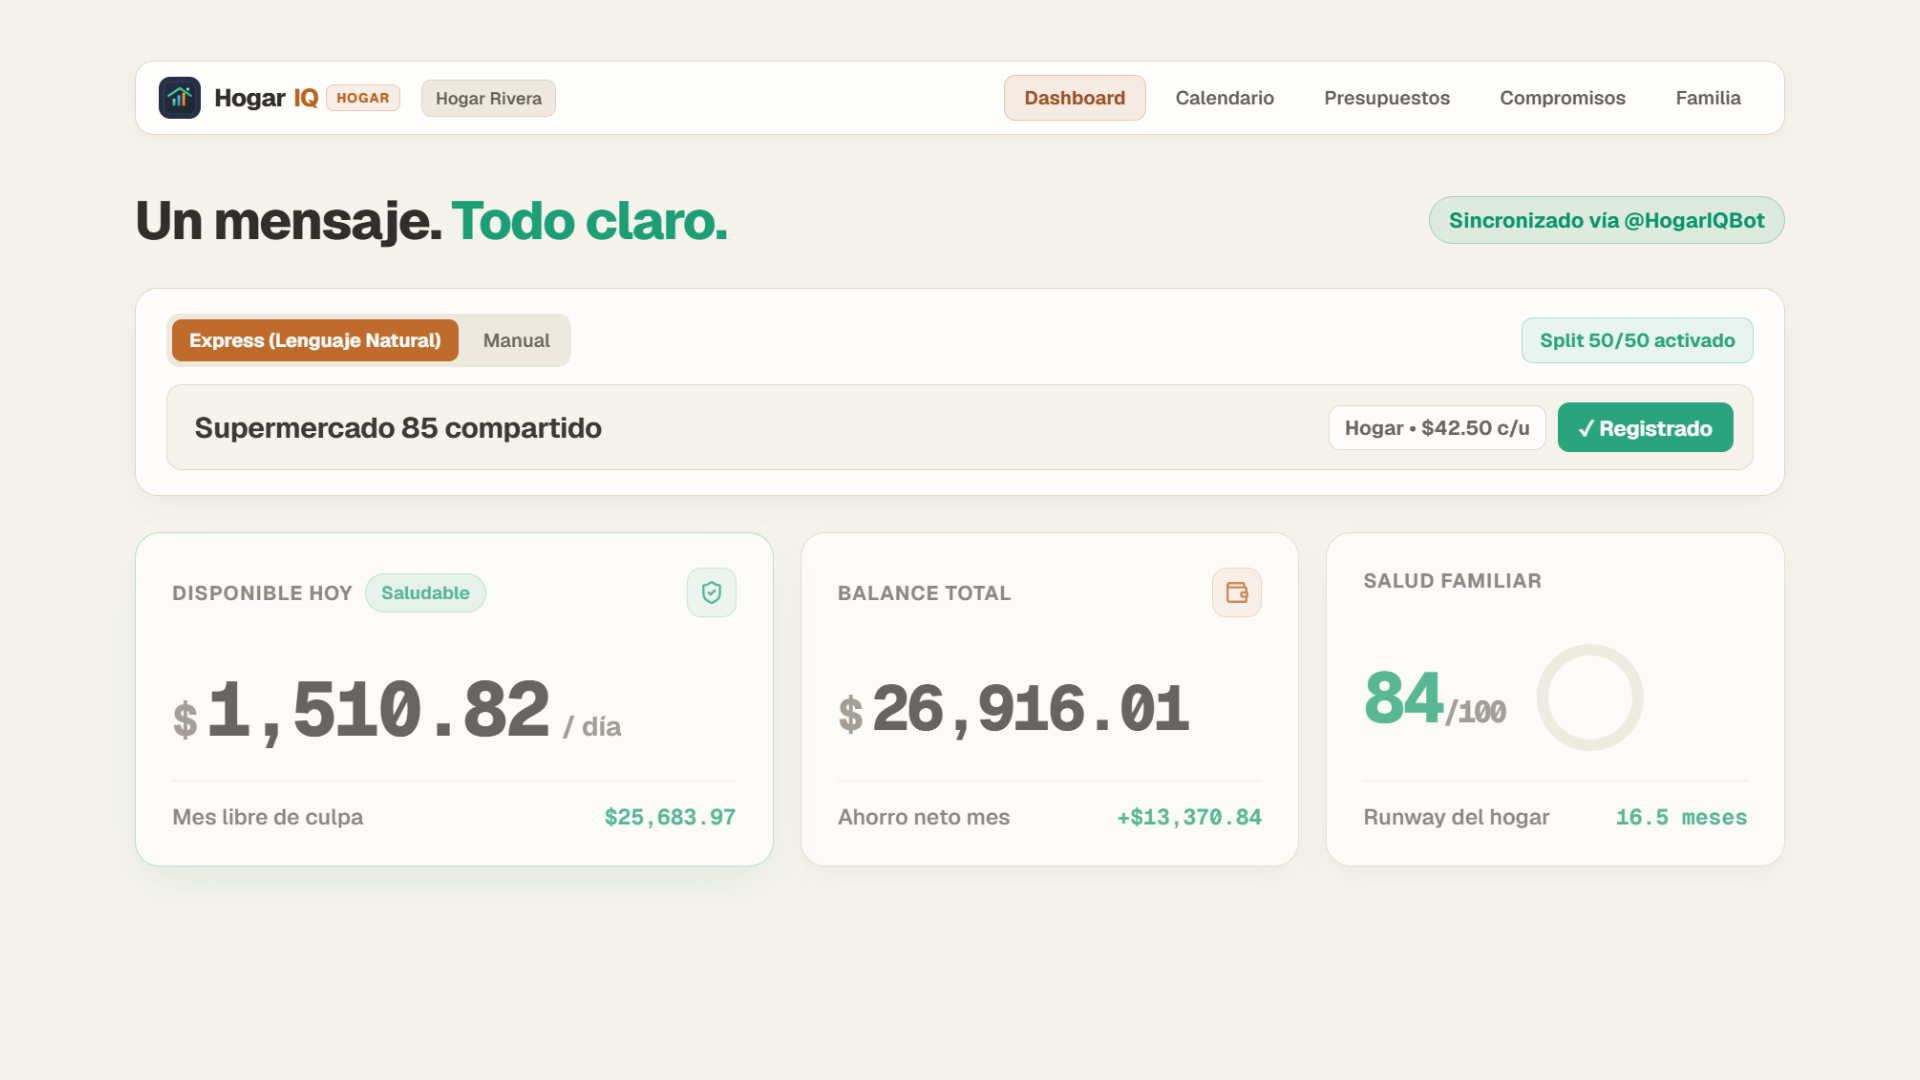 Hogar IQ HOGAR Hogar Rivera Dashboard Calendario Presupuestos Compromisos Familia
Un mensaje. Todo claro. Sincronizado vía @HogarIQBot
Express (Lenguaje Natural) Manual Split 50/50 activado
Supermercado 85 compartido Hogar • $42.50 c/u ✓ Registrado
DISPONIBLE HOY Saludable
$ 1,510.82 / día
Mes libre de culpa $25,683.97
BALANCE TOTAL
$ 26,916.01
Ahorro neto mes +$13,370.84
SALUD FAMILIAR
84/100
Runway del hogar 16.5 meses